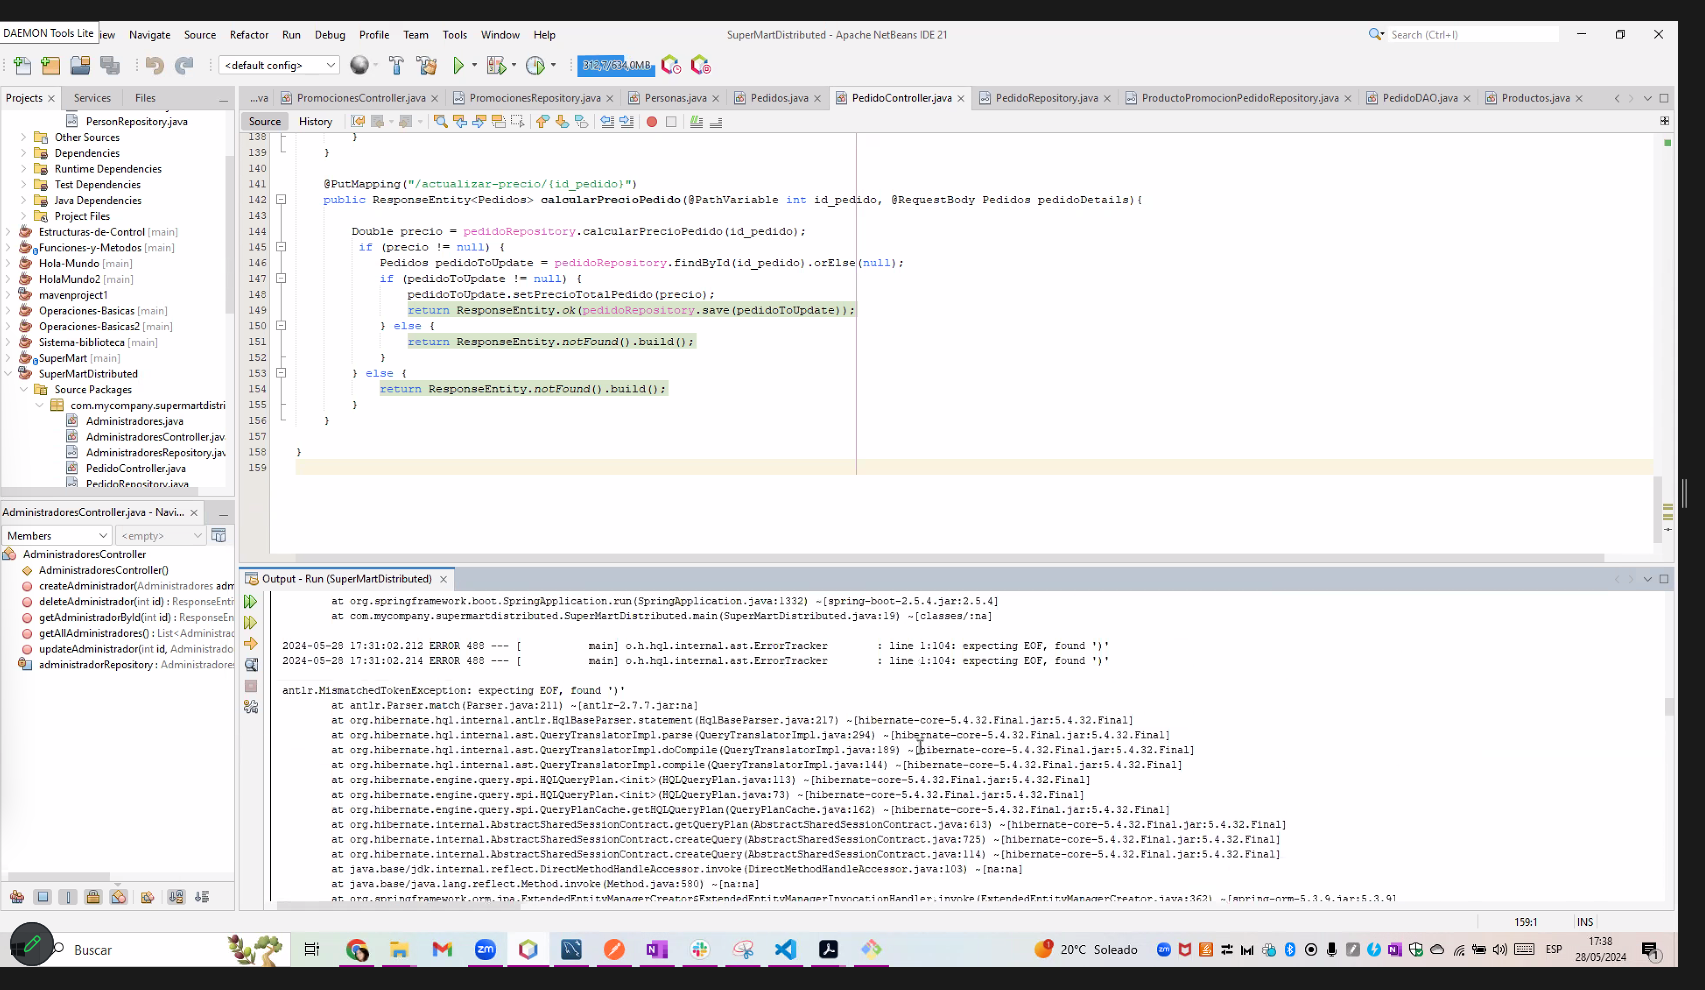 DAEMON Tools Lite
iew Navigate Source Refactor Run Debug Profile Team Tools Window Help
SuperMartDistributed - Apache NetBeans IDE 21
Search (Ctrl+I)
<default config>
312,7/634,0MB
Projects Services Files
PersonRepository.java
Other Sources
Dependencies
Runtime Dependencies
Test Dependencies
Java Dependencies
Project Files
Estructuras-de-Control [main]
Funciones-y-Metodos [main]
Hola-Mundo [main]
HolaMundo2 [main]
mavenproject1
Operaciones-Basicas [main]
Operaciones-Basicas2 [main]
Sistema-biblioteca [main]
SuperMart [main]
SuperMartDistributed
Source Packages
com.mycompany.supermartdistri
Administradores.java
AdministradoresController.jav
AdministradoresRepository.jav
PedidoController.java
PedidoRepository.java
AdministradoresController.java - Navi...
Members <empty>
AdministradoresController
AdministradoresController()
createAdministrador(Administradores adm
deleteAdministrador(int id) : ResponseEnti
getAdministradorById(int id) : ResponseEn
getAllAdministradores() : List<Administrad
updateAdministrador(int id, Administrado
administradorRepository : Administradores
...va PromocionesController.java PromocionesRepository.java Personas.java Pedidos.java PedidoController.java PedidoRepository.java ProductoPromocionPedidoRepository.java PedidoDAO.java Productos.java
Source History
138 }
139 }
140
141 @PutMapping("/actualizar-precio/{id_pedido}")
142 public ResponseEntity<Pedidos> calcularPrecioPedido(@PathVariable int id_pedido, @RequestBody Pedidos pedidoDetails){
143
144 Double precio = pedidoRepository.calcularPrecioPedido(id_pedido);
145 if (precio != null) {
146 Pedidos pedidoToUpdate = pedidoRepository.findById(id_pedido).orElse(null);
147 if (pedidoToUpdate != null) {
148 pedidoToUpdate.setPrecioTotalPedido(precio);
149 return ResponseEntity.ok(pedidoRepository.save(pedidoToUpdate));
150 } else {
151 return ResponseEntity.notFound().build();
152 }
153 } else {
154 return ResponseEntity.notFound().build();
155 }
156 }
157
158 }
159
Output - Run (SuperMartDistributed)
at org.springframework.boot.SpringApplication.run(SpringApplication.java:1332) ~[spring-boot-2.5.4.jar:2.5.4]
at com.mycompany.supermartdistributed.SuperMartDistributed.main(SuperMartDistributed.java:19) ~[classes/:na]
2024-05-28 17:31:02.212 ERROR 488 --- [ main] o.h.hql.internal.ast.ErrorTracker : line 1:104: expecting EOF, found ')'
2024-05-28 17:31:02.214 ERROR 488 --- [ main] o.h.hql.internal.ast.ErrorTracker : line 1:104: expecting EOF, found ')'
antlr.MismatchedTokenException: expecting EOF, found ')'
at antlr.Parser.match(Parser.java:211) ~[antlr-2.7.7.jar:na]
at org.hibernate.hql.internal.antlr.HqlBaseParser.statement(HqlBaseParser.java:217) ~[hibernate-core-5.4.32.Final.jar:5.4.32.Final]
at org.hibernate.hql.internal.ast.QueryTranslatorImpl.parse(QueryTranslatorImpl.java:294) ~[hibernate-core-5.4.32.Final.jar:5.4.32.Final]
at org.hibernate.hql.internal.ast.QueryTranslatorImpl.doCompile(QueryTranslatorImpl.java:189) ~[hibernate-core-5.4.32.Final.jar:5.4.32.Final]
at org.hibernate.hql.internal.ast.QueryTranslatorImpl.compile(QueryTranslatorImpl.java:144) ~[hibernate-core-5.4.32.Final.jar:5.4.32.Final]
at org.hibernate.engine.query.spi.HQLQueryPlan.<init>(HQLQueryPlan.java:113) ~[hibernate-core-5.4.32.Final.jar:5.4.32.Final]
at org.hibernate.engine.query.spi.HQLQueryPlan.<init>(HQLQueryPlan.java:73) ~[hibernate-core-5.4.32.Final.jar:5.4.32.Final]
at org.hibernate.engine.query.spi.QueryPlanCache.getHQLQueryPlan(QueryPlanCache.java:162) ~[hibernate-core-5.4.32.Final.jar:5.4.32.Final]
at org.hibernate.internal.AbstractSharedSessionContract.getQueryPlan(AbstractSharedSessionContract.java:613) ~[hibernate-core-5.4.32.Final.jar:5.4.32.Final]
at org.hibernate.internal.AbstractSharedSessionContract.createQuery(AbstractSharedSessionContract.java:725) ~[hibernate-core-5.4.32.Final.jar:5.4.32.Final]
at org.hibernate.internal.AbstractSharedSessionContract.createQuery(AbstractSharedSessionContract.java:114) ~[hibernate-core-5.4.32.Final.jar:5.4.32.Final]
at java.base/jdk.internal.reflect.DirectMethodHandleAccessor.invoke(DirectMethodHandleAccessor.java:103) ~[na:na]
at java.base/java.lang.reflect.Method.invoke(Method.java:580) ~[na:na]
at org.springframework.orm.jpa.ExtendedEntityManagerCreator$ExtendedEntityManagerInvocationHandler.invoke(ExtendedEntityManagerCreator.java:362) ~[spring-orm-5.3.9.jar:5.3.9]
159:1 INS
Buscar
20°C Soleado
ESP
17:38
28/05/2024